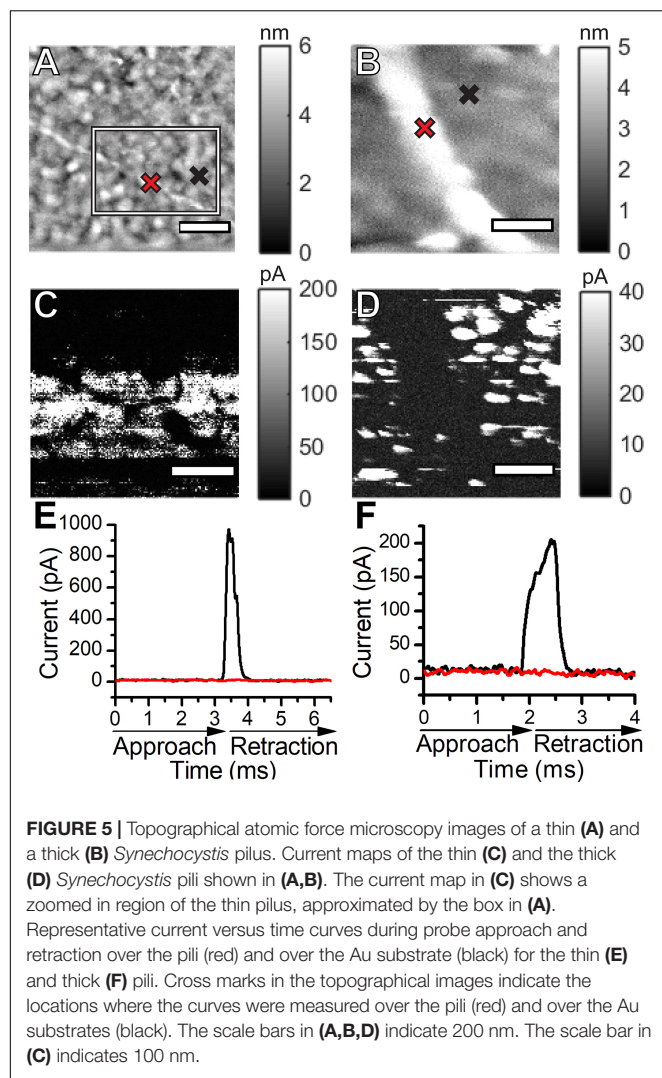 nm
nm
A
6
4
2
0
B
5
4
3
2
1
0
pA
pA
C
200
150
100
50
0
D
40
30
20
10
0
E
1000
800
600
400
200
0
Current (pA)
0 1 2 3 4 5 6
Approach Retraction
Time (ms)
F
200
150
100
50
0
Current (pA)
0 1 2 3 4
Approach Retraction
Time (ms)
FIGURE 5 | Topographical atomic force microscopy images of a thin (A) and
a thick (B) Synechocystis pilus. Current maps of the thin (C) and the thick
(D) Synechocystis pili shown in (A,B). The current map in (C) shows a
zoomed in region of the thin pilus, approximated by the box in (A).
Representative current versus time curves during probe approach and
retraction over the pili (red) and over the Au substrate (black) for the thin (E)
and thick (F) pili. Cross marks in the topographical images indicate the
locations where the curves were measured over the pili (red) and over the Au
substrates (black). The scale bars in (A,B,D) indicate 200 nm. The scale bar in
(C) indicates 100 nm.